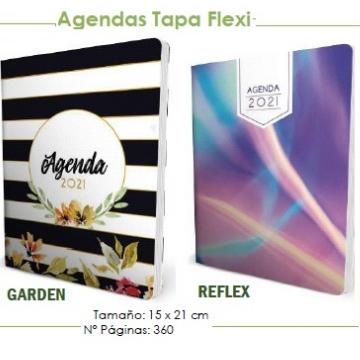 Agendas Tapa Flexi
Agenda
2021
AGENDA
2021
GARDEN
REFLEX
Tamaño: 15 x 21 cm
Nº Páginas: 360